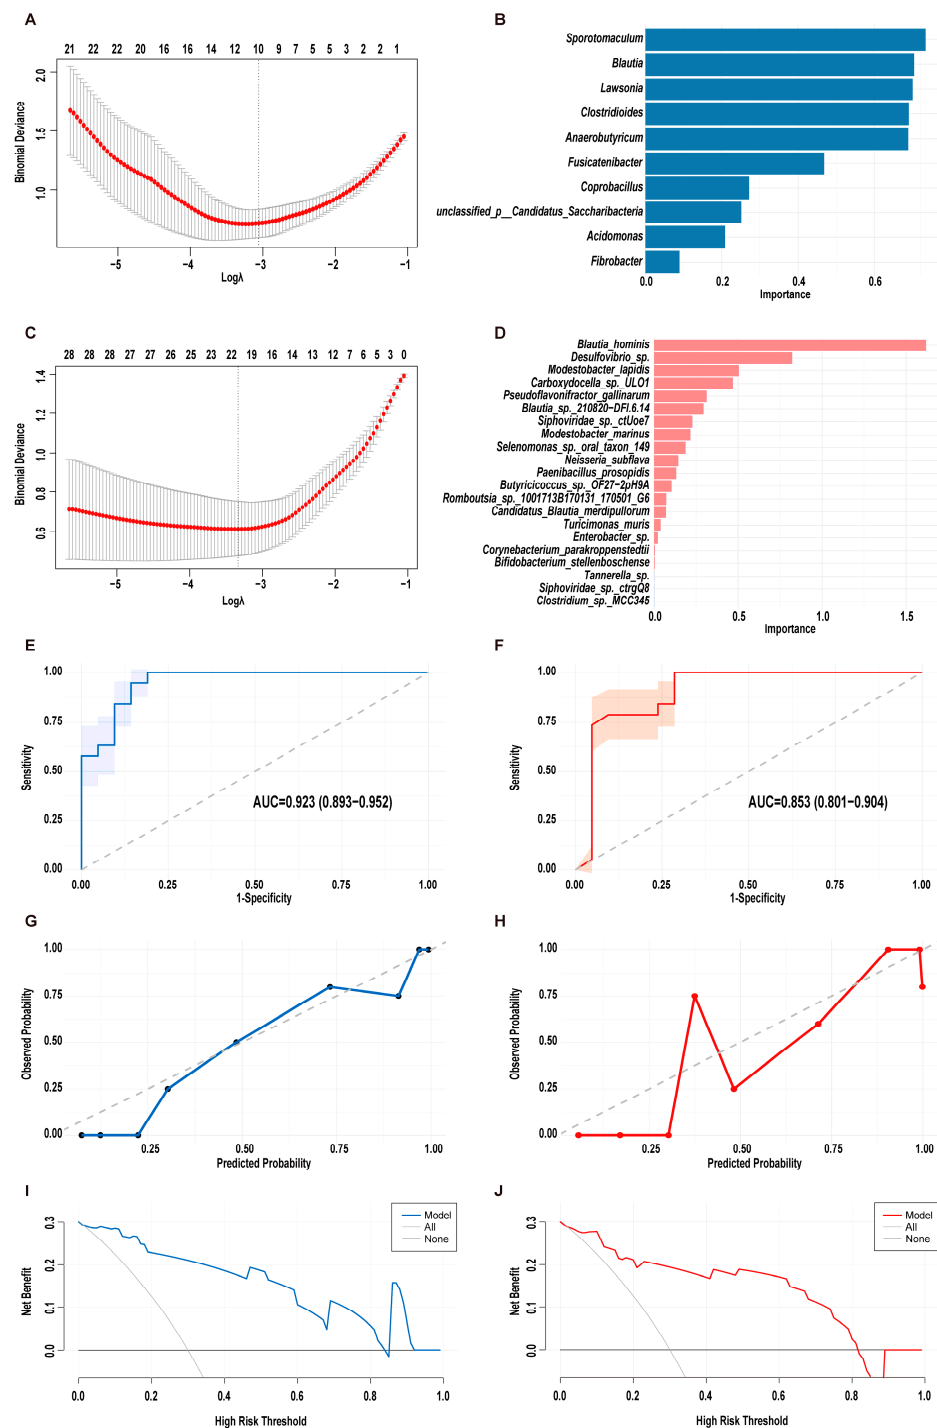 A
21 22 22 20 16 16 14 12 10 9 7 5 5 3 2 2 1
Binomial Deviance
2.0
1.5
1.0
−5 −4 −3 −2 −1
Logλ
B
Sporotomaculum
Blautia
Lawsonia
Clostridioides
Anaerobutyricum
Fusicatenibacter
Coprobacillus
unclassified_p__Candidatus_Saccharibacteria
Acidomonas
Fibrobacter
0.0 0.2 0.4 0.6
Importance
C
28 28 28 27 27 26 25 23 22 19 16 14 13 12 7 6 5 3 0
Binomial Deviance
1.4
1.2
1.0
0.8
0.6
−5 −4 −3 −2 −1
Logλ
D
Blautia_hominis
Desulfovibrio_sp.
Modestobacter_lapidis
Carboxydocella_sp._ULO1
Pseudoflavonifractor_gallinarum
Blautia_sp._210820−DFI.6.14
Siphoviridae_sp._ctUoe7
Modestobacter_marinus
Selenomonas_sp._oral_taxon_149
Neisseria_subflava
Paenibacillus_prosopidis
Butyricicoccus_sp._OF27−2pH9A
Romboutsia_sp._1001713B170131_170501_G6
Candidatus_Blautia_merdipullorum
Turicimonas_muris
Enterobacter_sp.
Corynebacterium_parakroppenstedtii
Bifidobacterium_stellenboschense
Tannerella_sp.
Siphoviridae_sp._ctrgQ8
Clostridium_sp._MCC345
0.0 0.5 1.0 1.5
Importance
E
Sensitivity
1.00
0.75
0.50
0.25
0.00
AUC=0.923 (0.893−0.952)
0.00 0.25 0.50 0.75 1.00
1-Specificity
F
Sensitivity
1.00
0.75
0.50
0.25
0.00
AUC=0.853 (0.801−0.904)
0.00 0.25 0.50 0.75 1.00
1-Specificity
G
Observed Probability
1.00
0.75
0.50
0.25
0.00
0.25 0.50 0.75 1.00
Predicted Probability
H
Observed Probability
1.00
0.75
0.50
0.25
0.00
0.25 0.50 0.75 1.00
Predicted Probability
I
Net Benefit
0.3
0.2
0.1
0.0
Model
All
None
0.0 0.2 0.4 0.6 0.8 1.0
High Risk Threshold
J
Net Benefit
0.3
0.2
0.1
0.0
Model
All
None
0.0 0.2 0.4 0.6 0.8 1.0
High Risk Threshold